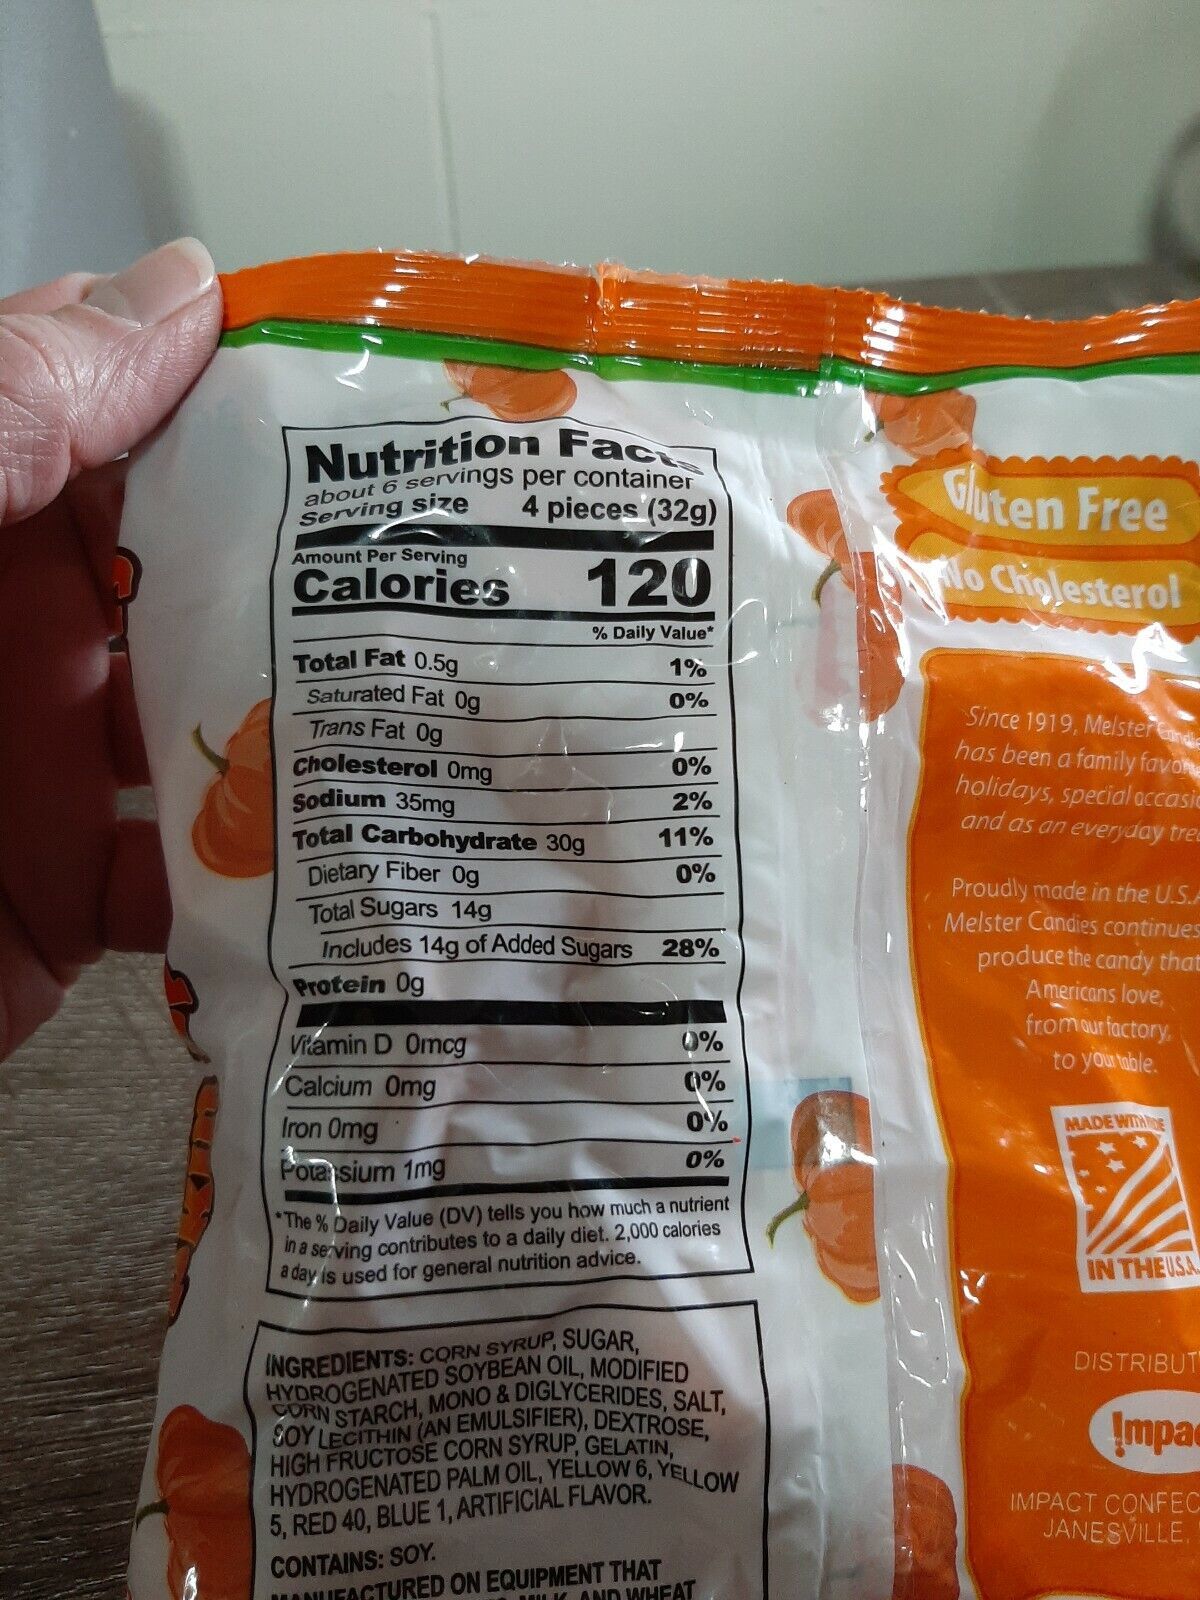 Nutrition Facts
about 6 servings per container
Serving size 4 pieces (32g)
Amount Per Serving
Calories 120
% Daily Value*
Total Fat 0.5g 1%
Saturated Fat 0g 0%
Trans Fat 0g
Cholesterol 0mg 0%
Sodium 35mg 2%
Total Carbohydrate 30g 11%
Dietary Fiber 0g 0%
Total Sugars 14g
Includes 14g of Added Sugars 28%
Protein 0g
Vitamin D 0mcg 0%
Calcium 0mg 0%
Iron 0mg 0%
Potassium 1mg 0%
*The % Daily Value (DV) tells you how much a nutrient
in a serving contributes to a daily diet. 2,000 calories
a day is used for general nutrition advice.
INGREDIENTS: CORN SYRUP, SUGAR,
HYDROGENATED SOYBEAN OIL, MODIFIED
CORN STARCH, MONO & DIGLYCERIDES, SALT,
SOY LECITHIN (AN EMULSIFIER), DEXTROSE,
HIGH FRUCTOSE CORN SYRUP, GELATIN,
HYDROGENATED PALM OIL, YELLOW 6, YELLOW
5, RED 40, BLUE 1, ARTIFICIAL FLAVOR.
CONTAINS: SOY.
MANUFACTURED ON EQUIPMENT THAT
MILK AND WHEAT
Gluten Free
No Cholesterol
Since 1919, Melster
has been a family
holidays, special
and as an everyday
Proudly made in the U.S.A
Melster Candies continues
produce the candy that
Americans love,
from our factory,
to your table.
MADE WITH PRIDE
IN THE U.S.A.
DISTRIBUT
Impac
IMPACT CONFEC
JANESVILLE,